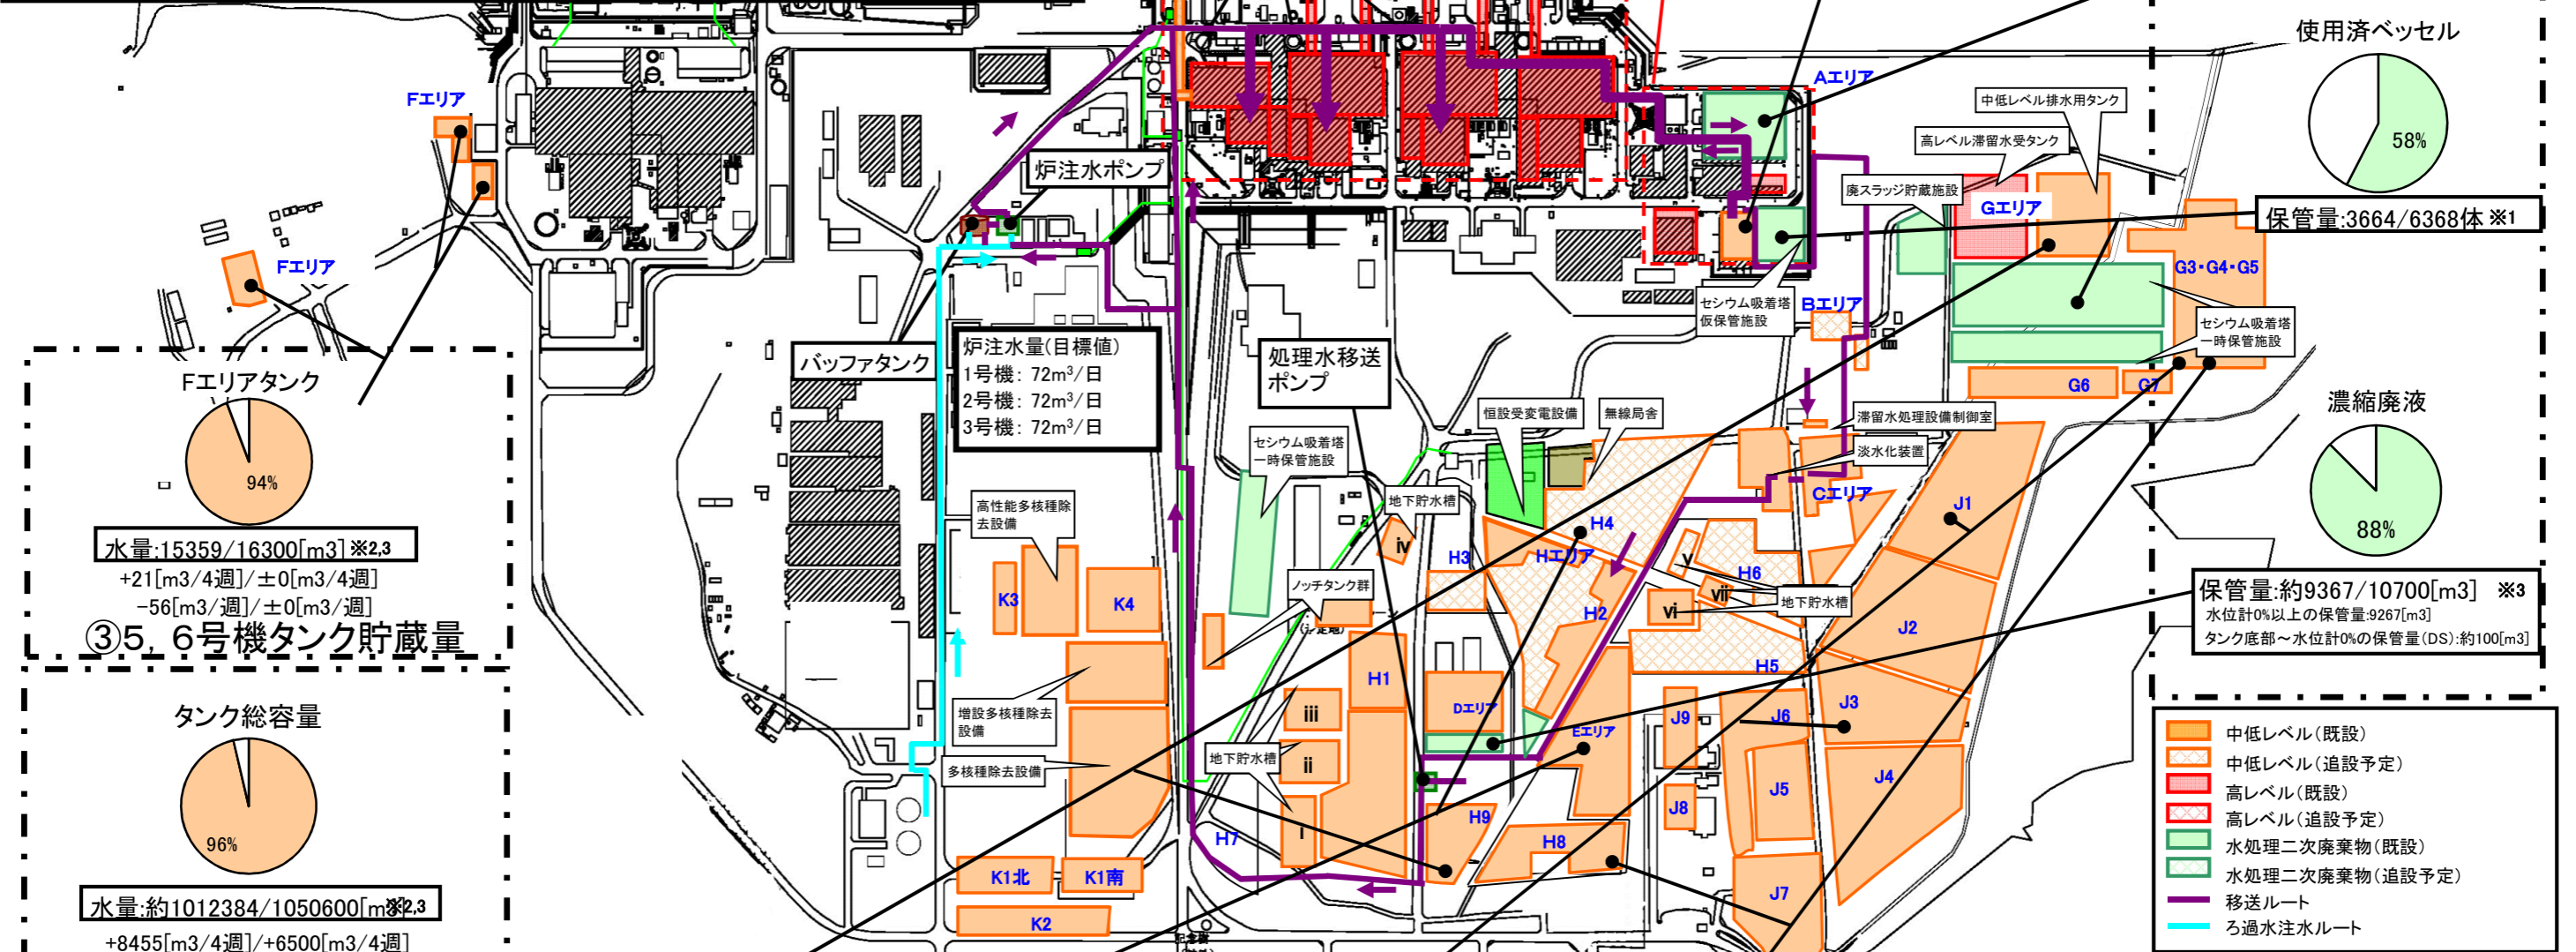 使用済ベッセル
58%
保管量:3664/6368体 ※1
Aエリア
中低レベル排水用タンク
高レベル滞留水受タンク
廃スラッジ貯蔵施設
Gエリア
G3・G4・G5
セシウム吸着塔
仮保管施設
Bエリア
セシウム吸着塔
一時保管施設
G6
G7
Fエリア
Fエリア
炉注水ポンプ
バッファタンク
炉注水量(目標値)
1号機: 72m³/日
2号機: 72m³/日
3号機: 72m³/日
処理水移送
ポンプ
Fエリアタンク
94%
水量:15359/16300[m3]※2,3
+21[m3/4週]/±0[m3/4週]
−56[m3/週]/±0[m3/週]
③5, 6号機タンク貯蔵量
タンク総容量
96%
水量:約1012384/1050600[m3]※2,3
+8455[m3/4週]/+6500[m3/4週]
濃縮廃液
88%
保管量:約9367/10700[m3] ※3
水位計0%以上の保管量:9267[m3]
タンク底部～水位計0%の保管量(DS):約100[m3]
セシウム吸着塔
一時保管施設
恒設受変電設備
無線局舎
滞留水処理設備制御室
淡水化装置
Cエリア
高性能多核種除
去設備
地下貯水槽
iv
H3
H4
Hエリア
H2
v
H6
vii
vi
地下貯水槽
H5
J1
J2
J3
J4
J5
J6
J7
J8
J9
K3
K4
ノッチタンク群
増設多核種除去
設備
多核種除去設備
地下貯水槽
iii
ii
i
H1
Dエリア
Eエリア
H7
H9
H8
K1北
K1南
K2
記念樹
中低レベル(既設)
中低レベル(追設予定)
高レベル(既設)
高レベル(追設予定)
水処理二次廃棄物(既設)
水処理二次廃棄物(追設予定)
移送ルート
ろ過水注水ルート